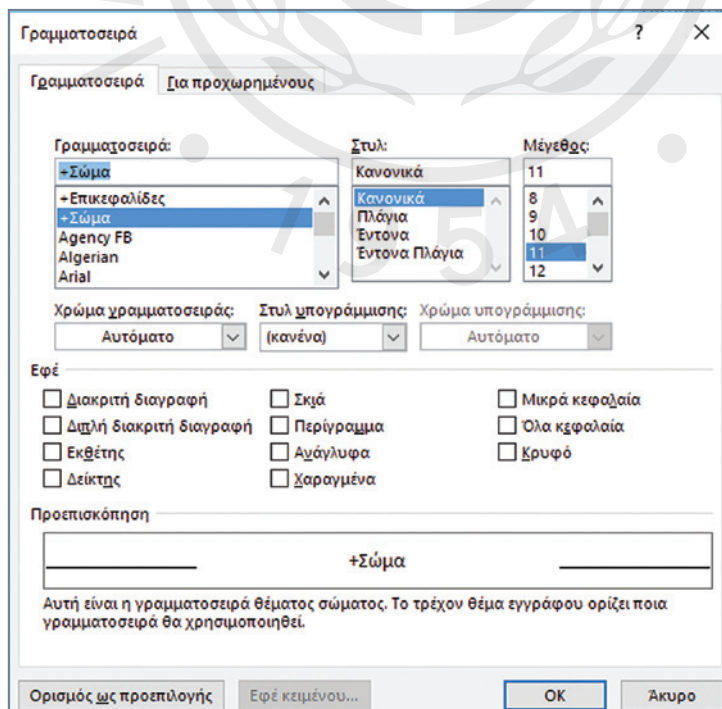 Γραμματοσειρά ? X
Γραμματοσειρά Για προχωρημένους
Γραμματοσειρά: Στυλ: Μέγεθος:
+Σώμα Κανονικά 11
+Επικεφαλίδες Κανονικά 8
+Σώμα Πλάγια 9
Agency FB Έντονα 10
Algerian Έντονα Πλάγια 11
Arial 12
Χρώμα γραμματοσειράς: Στυλ υπογράμμισης: Χρώμα υπογράμμισης:
Αυτόματο (κανένα) Αυτόματο
Εφέ
Διακριτή διαγραφή Σκιά Μικρά κεφαλαία
Διπλή διακριτή διαγραφή Περίγραμμα Όλα κεφαλαία
Εκθέτης Ανάγλυφα Κρυφό
Δείκτης Χαραγμένα
Προεπισκόπηση
+Σώμα
Αυτή είναι η γραμματοσειρά θέματος σώματος. Το τρέχον θέμα εγγράφου ορίζει ποια
γραμματοσειρά θα χρησιμοποιηθεί.
Ορισμός ως προεπιλογής Εφέ κειμένου... OK Άκυρο
1954